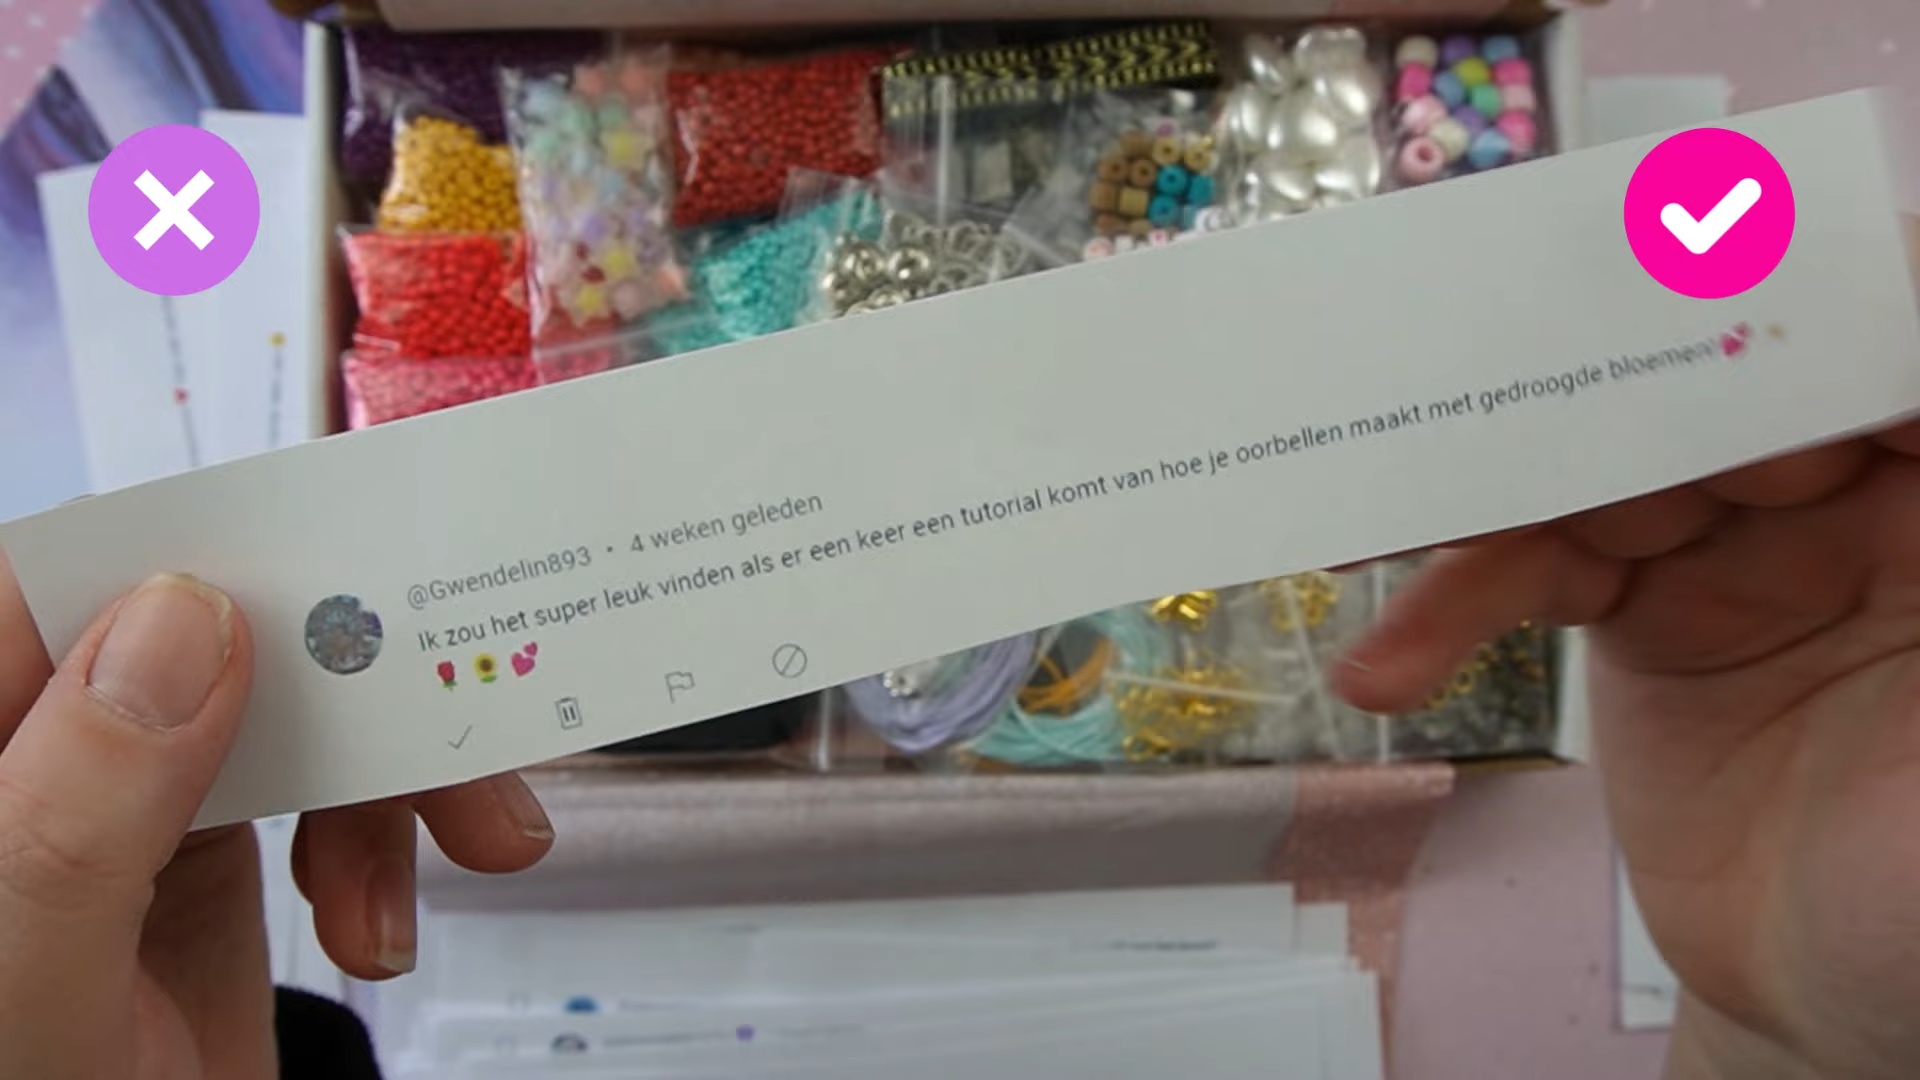 @Gwendelin893 • 4 weken geleden
Ik zou het super leuk vinden als er een keer een tutorial komt van hoe je oorbellen maakt met gedroogde bloemen!💕
🌹🌻💕